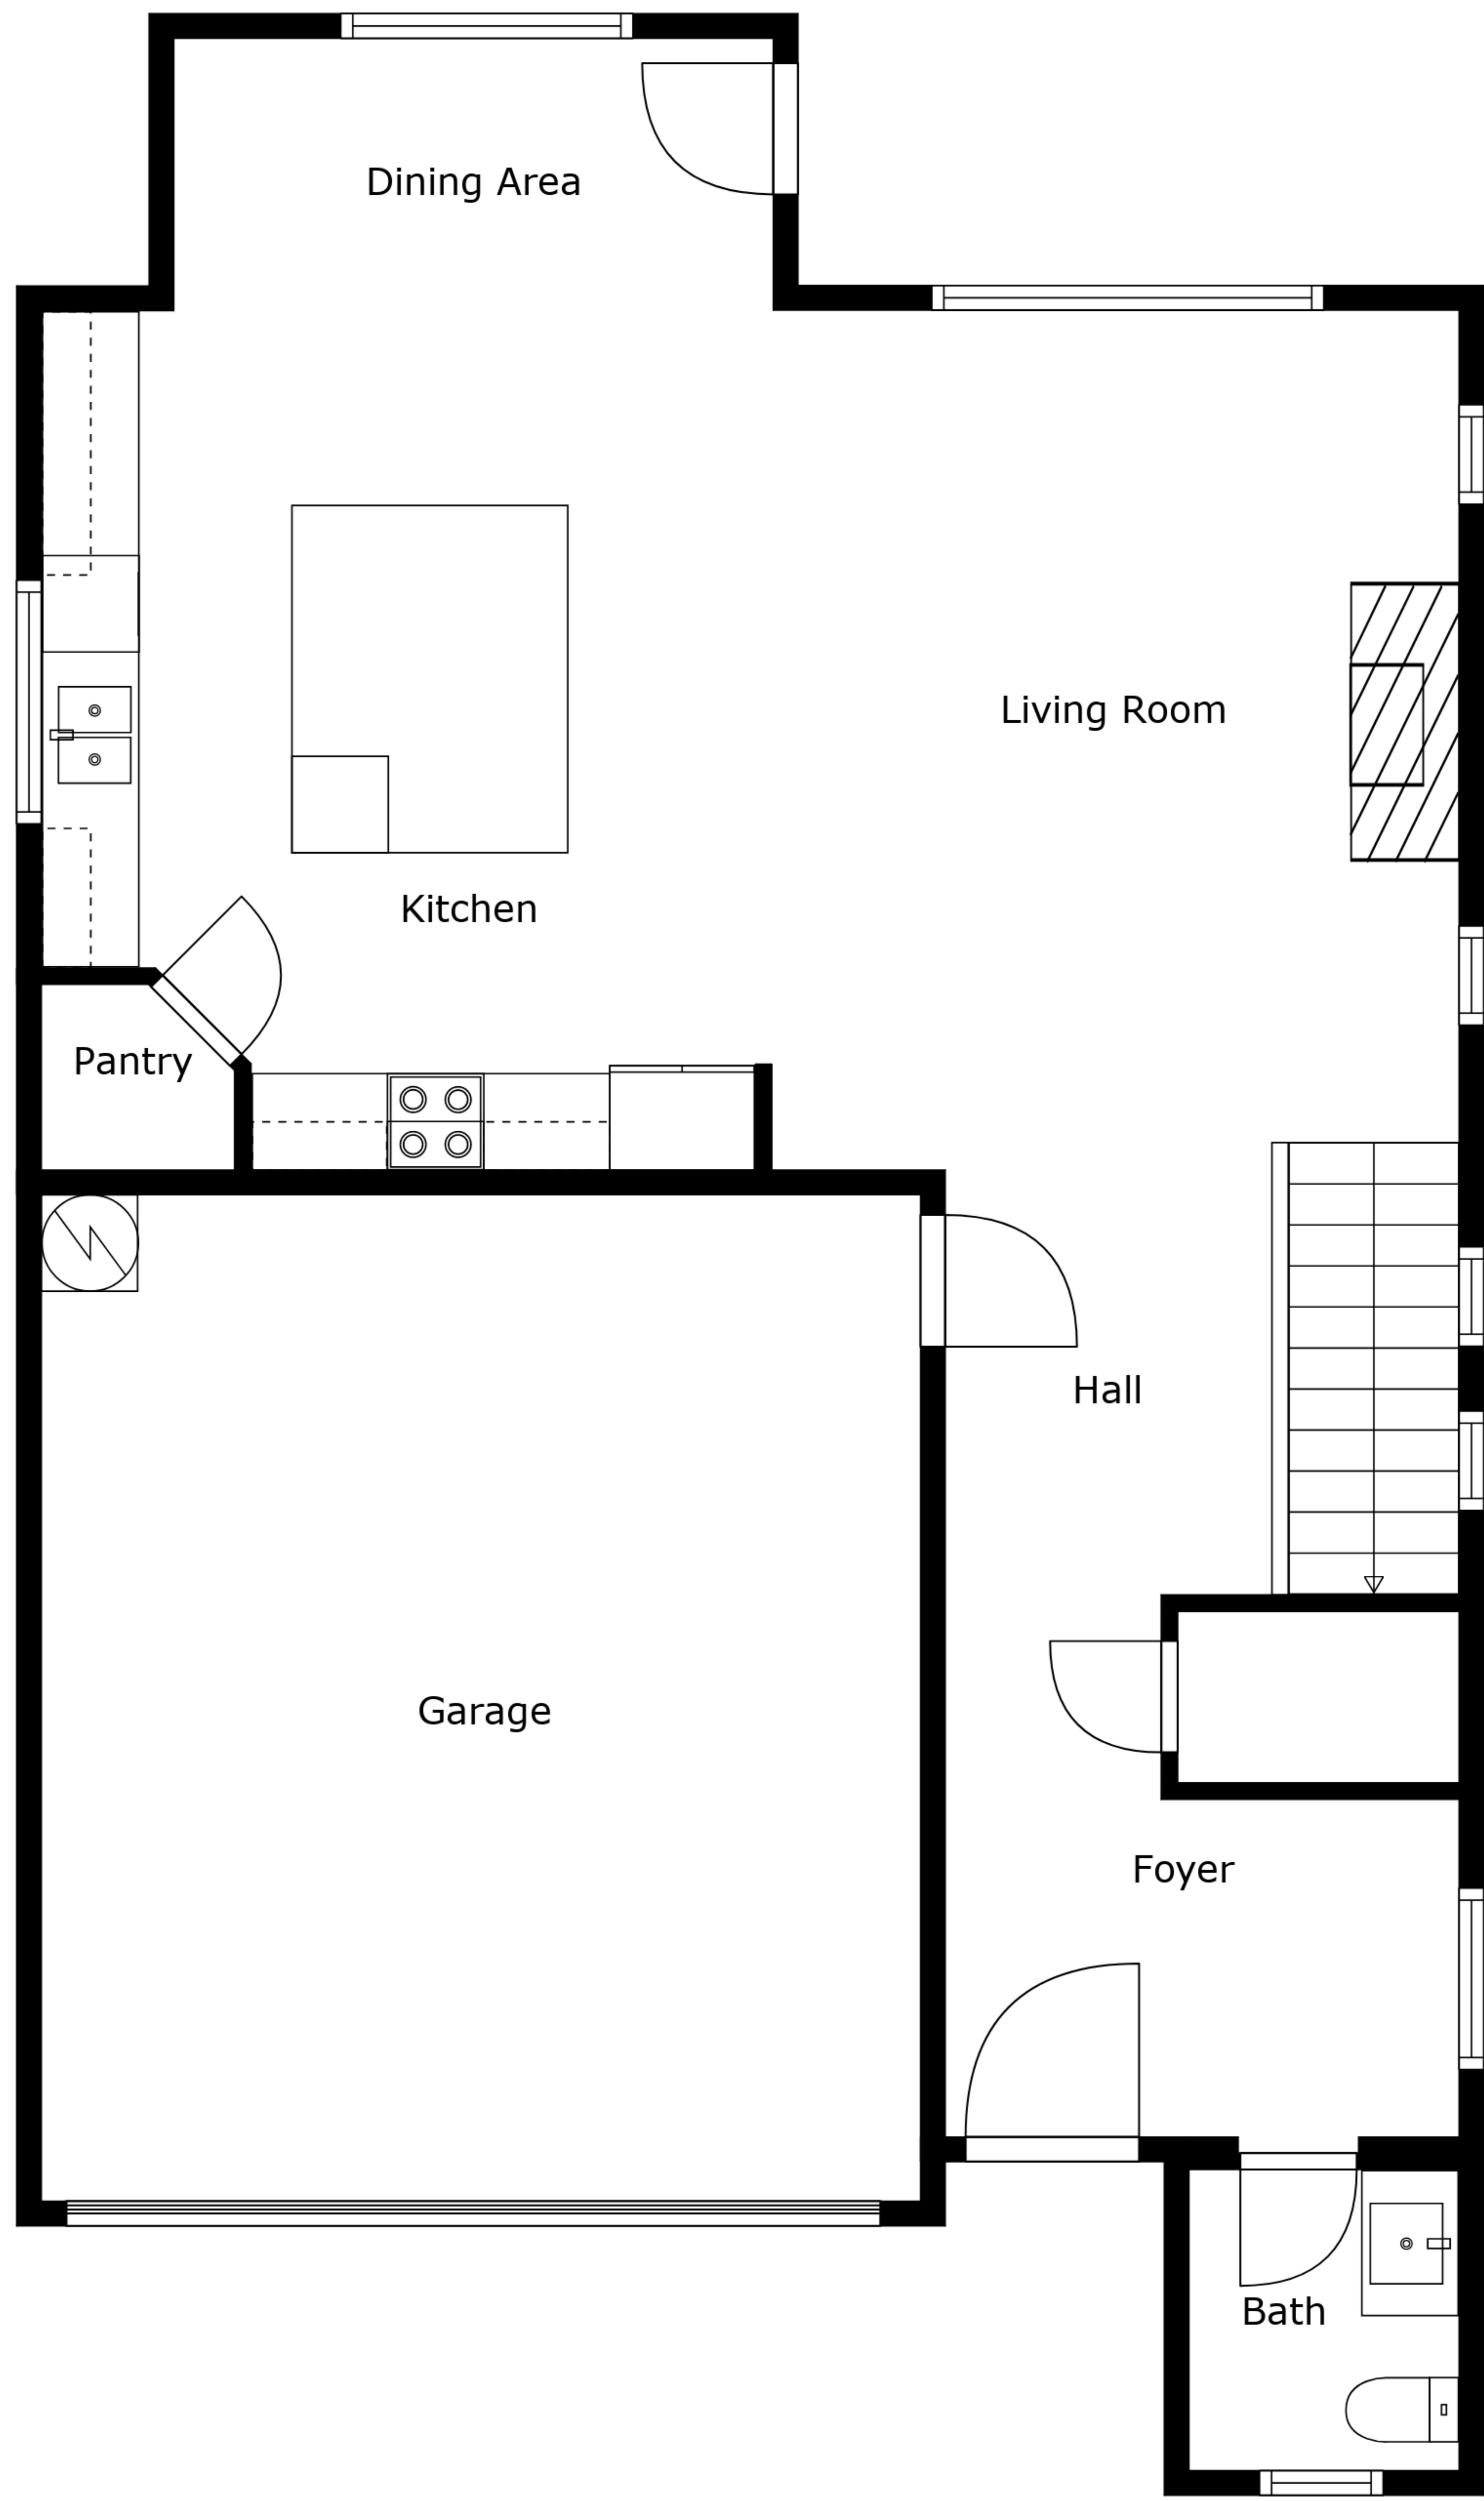 Dining Area
Living Room
Kitchen
Pantry
Hall
Garage
Foyer
Bath